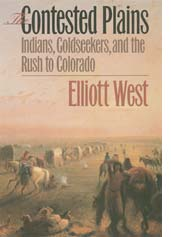 The
Contested Plains
Indians, Goldseekers, and the
Rush to Colorado
Elliott West